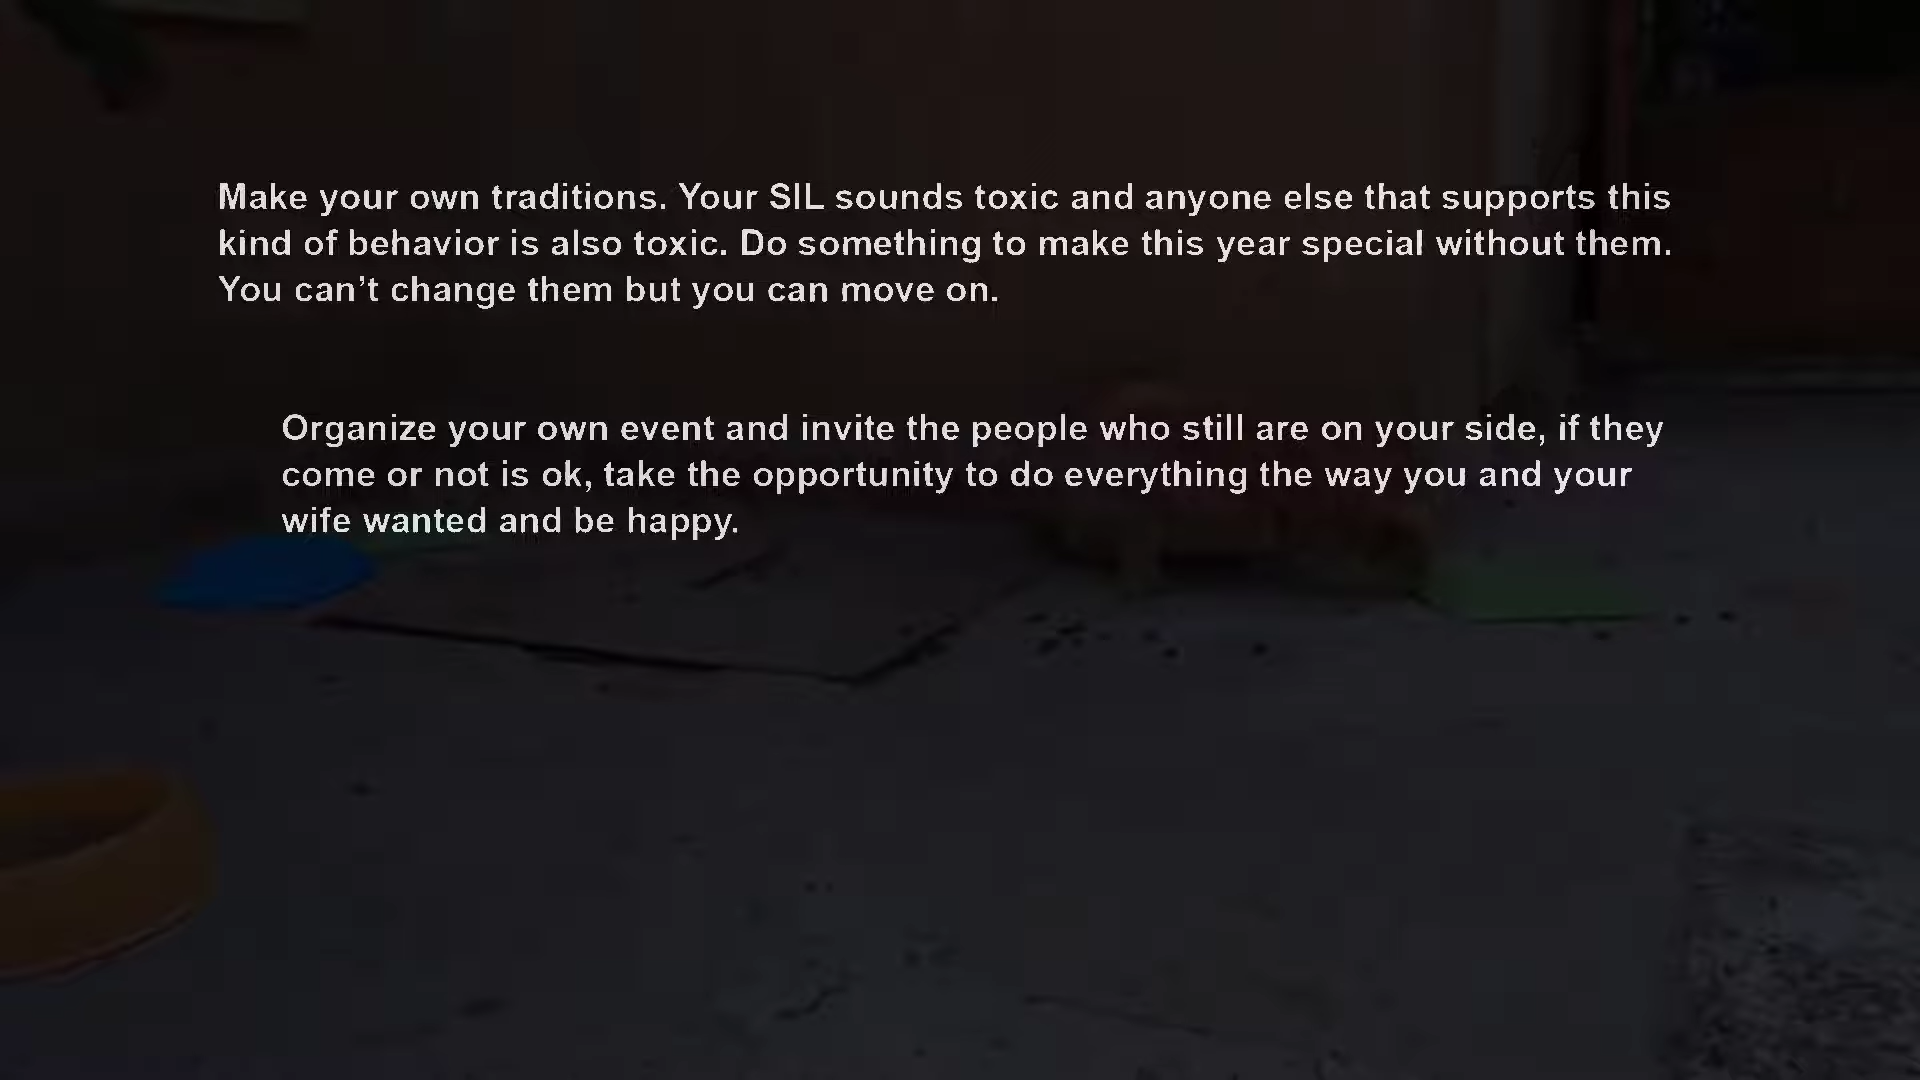 Make your own traditions. Your SIL sounds toxic and anyone else that supports this
kind of behavior is also toxic. Do something to make this year special without them.
You can’t change them but you can move on.
Organize your own event and invite the people who still are on your side, if they
come or not is ok, take the opportunity to do everything the way you and your
wife wanted and be happy.